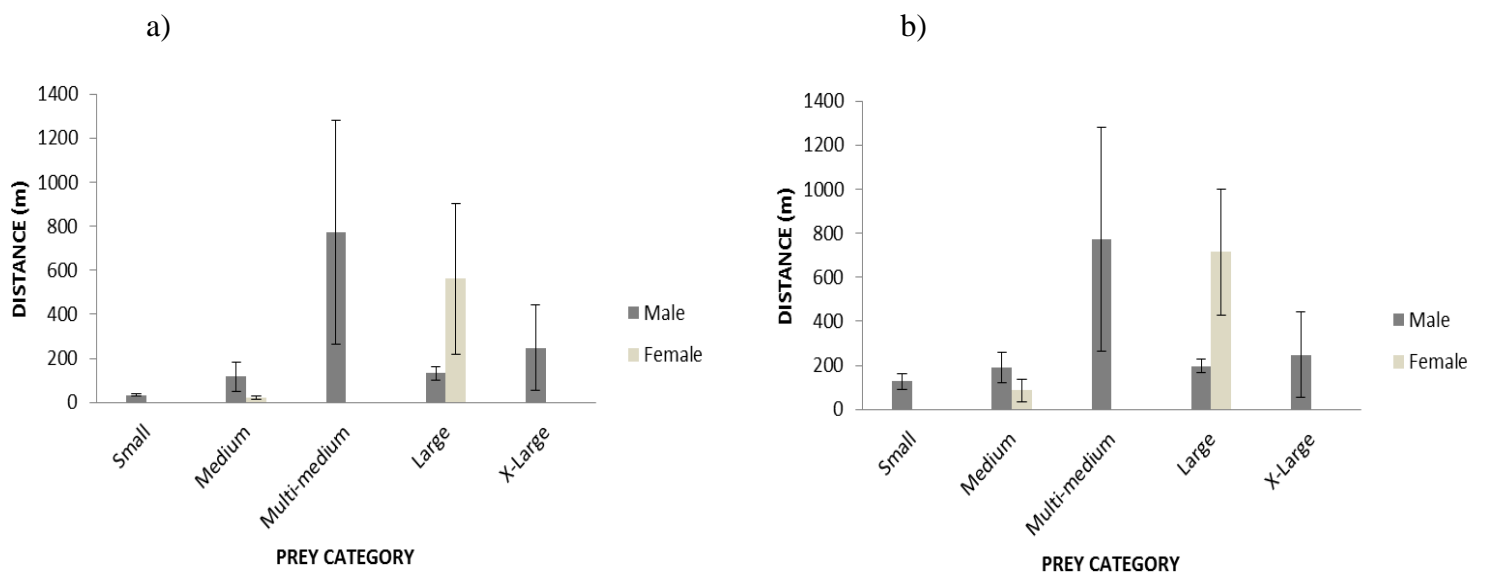 a)
1400
1200
1000
800
600
400
200
0
DISTANCE (m)
Small
Medium
Multi-medium
Large
X-Large
PREY CATEGORY
Male
Female
b)
1400
1200
1000
800
600
400
200
0
DISTANCE (m)
Small
Medium
Multi-medium
Large
X-Large
PREY CATEGORY
Male
Female